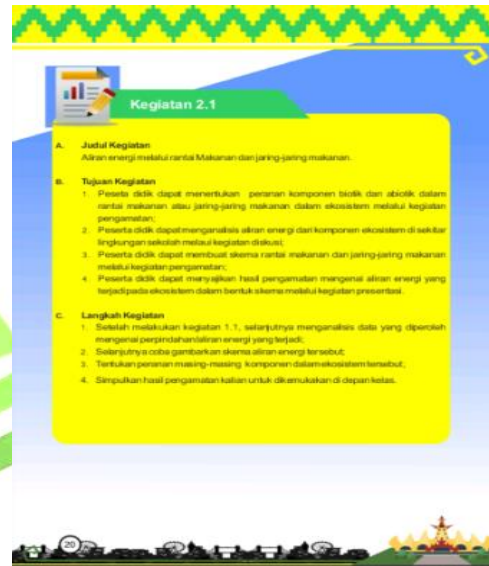 Kegiatan 2.1
A. Judul Kegiatan
Aliran energi melalui rantai Makanan dan jaring-jaring makanan.
B. Tujuan Kegiatan
1. Peseta didik dapat menentukan peranan komponen biotik dan abiotik dalam
rantai makanan atau jaring-jaring makanan dalam ekosistem melalui kegiatan
pengamatan;
2. Peserta didik dapat menganalisis aliran energi dari komponen ekosistem di sekitar
lingkungan sekolah melaui kegiatan diskusi;
3. Peserta didik dapat membuat skema rantai makanan dan jaring-jaring makanan
melalui kegiatan pengamatan;
4. Peserta didik dapat menyajikan hasil pengamatan mengenai aliran energi yang
terjadi pada ekosistem dalam bentuk skema melalui kegiatan presentasi.
C. Langkah Kegiatan
1. Setelah melakukan kegiatan 1.1, selanjutnya menganalisis data yang diperoleh
mengenai perpindahan/aliran energi yang terjadi;
2. Selanjutnya coba gambarkan skema aliran energi tersebut;
3. Tentukan peranan masing-masing komponen dalam ekosistem tersebut;
4. Simpulkan hasil pengamatan kalian untuk dikemukakan di depan kelas.
20